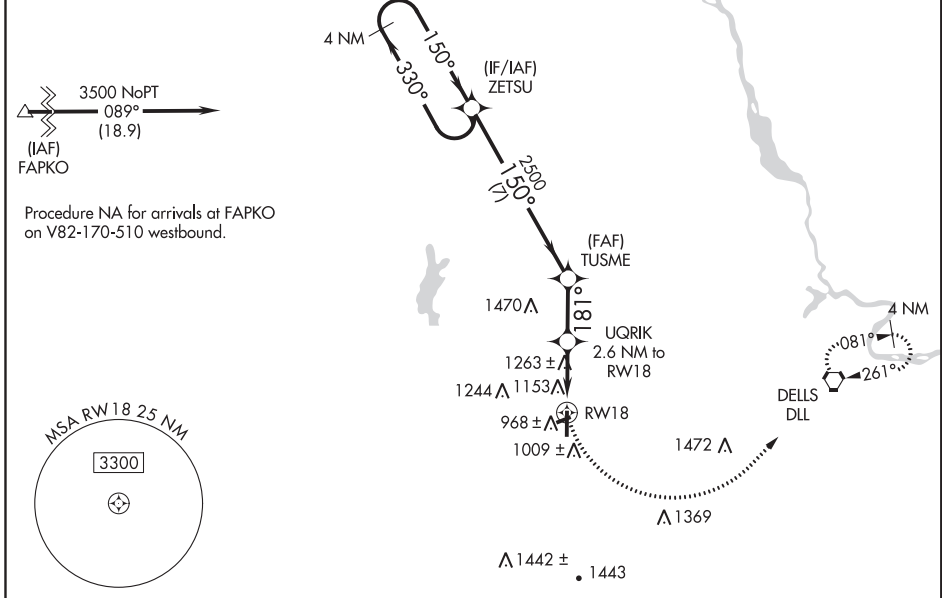 4 NM
150°
330°
(IF/IAF)
ZETSU
3500 NoPT
089°
(18.9)
(IAF)
FAPKO
2500
150°
(7)
Procedure NA for arrivals at FAPKO
on V82-170-510 westbound.
(FAF)
TUSME
1470
181°
4 NM
UQRIK
2.6 NM to
RW18
081°
261°
1263 ±
1244
1153
DELLS
DLL
RW18
968 ±
1009 ±
1472
MSA RW18 25 NM
3300
1369
1442 ±
1443